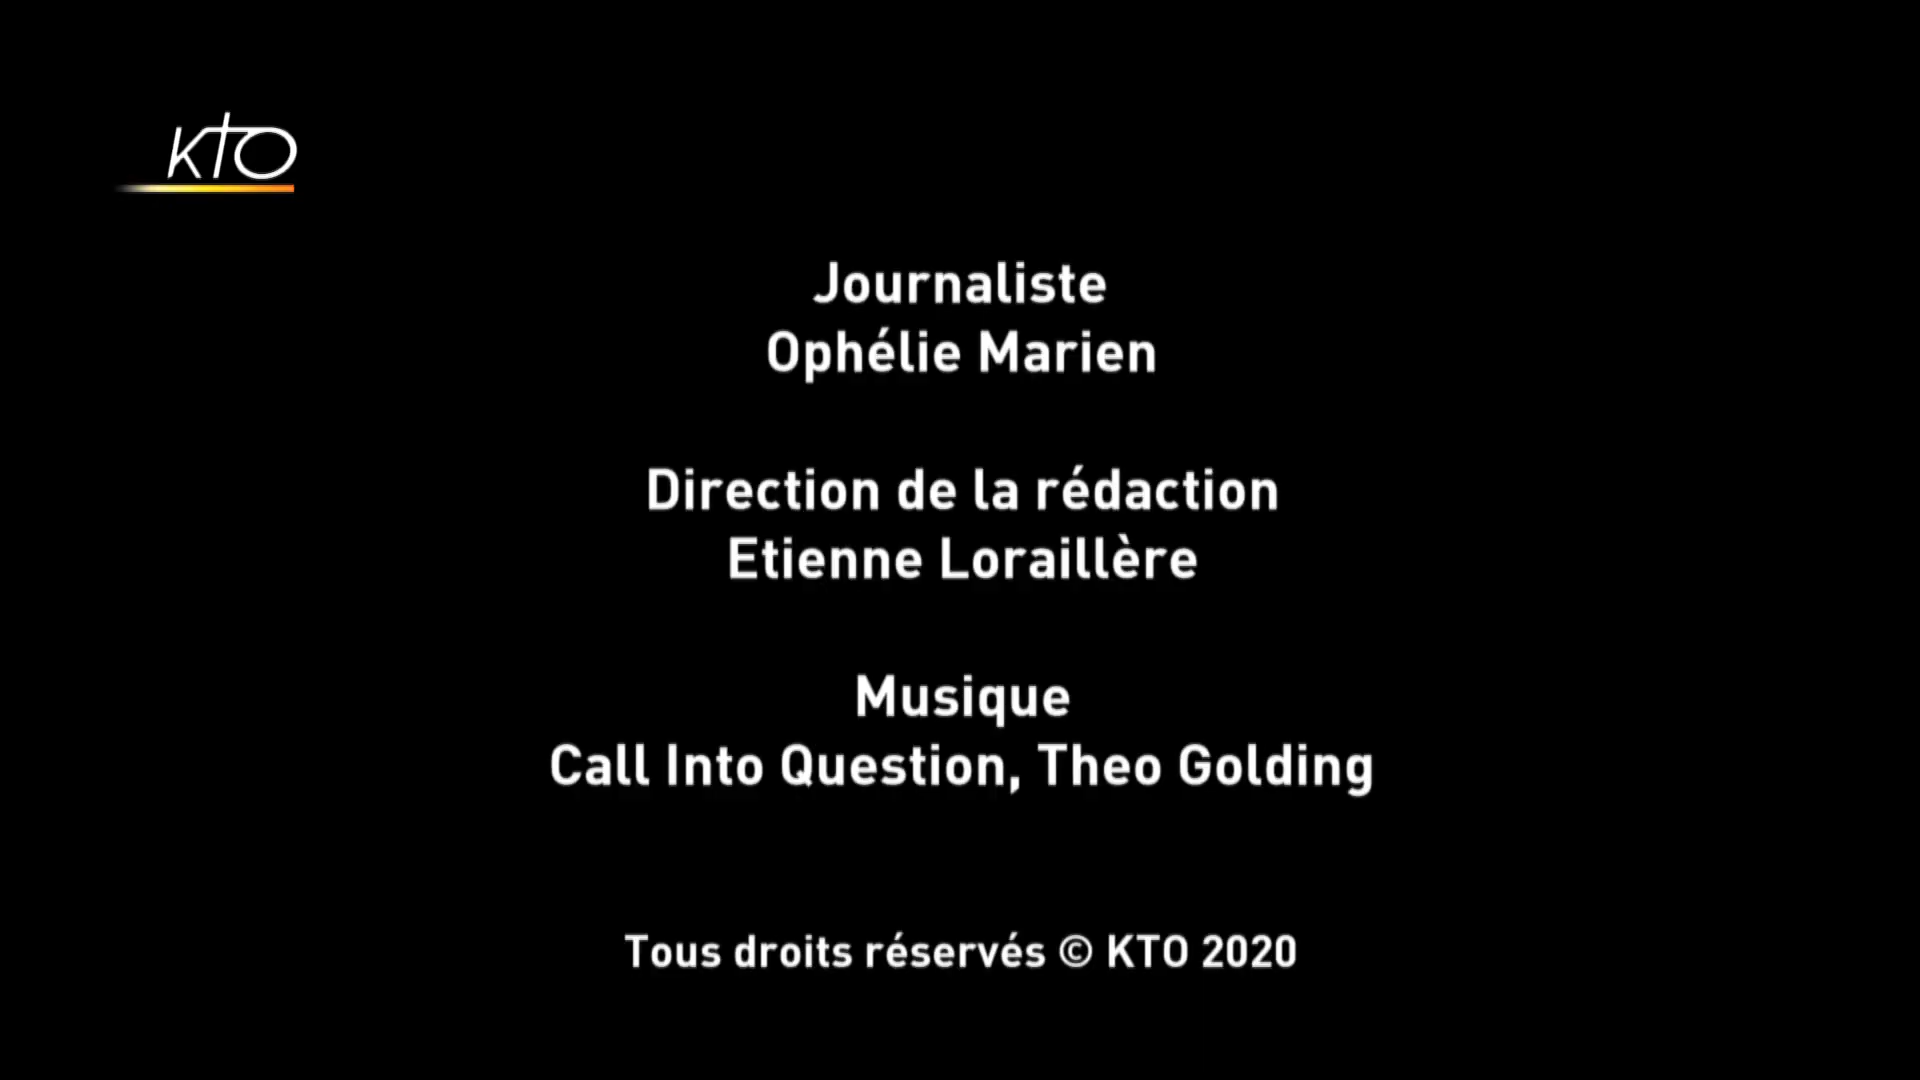 KTO
Journaliste
Ophélie Marien
Direction de la rédaction
Etienne Loraillère
Musique
Call Into Question, Theo Golding
Tous droits réservés © KTO 2020